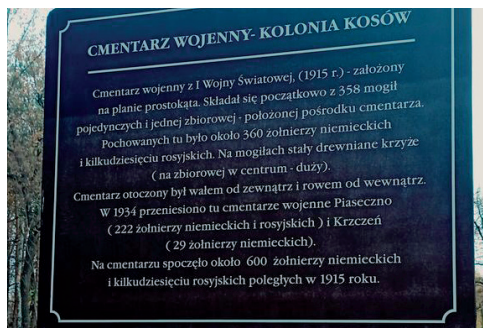 CMENTARZ WOJENNY- KOLONIA KOSÓW
Cmentarz wojenny z I Wojny Światowej, (1915 r.) - założony
na planie prostokąta. Składał się początkowo z 358 mogił
pojedynczych i jednej zbiorowej - położonej pośrodku cmentarza.
Pochowanych tu było około 360 żołnierzy niemieckich
i kilkudziesięciu rosyjskich. Na mogiłach stały drewniane krzyże
( na zbiorowej w centrum - duży).
Cmentarz otoczony był wałem od zewnątrz i rowem od wewnątrz.
W 1934 przeniesiono tu cmentarze wojenne Piaseczno
( 222 żołnierzy niemieckich i rosyjskich ) i Krzczeń
( 29 żołnierzy niemieckich).
Na cmentarzu spoczęło około 600 żołnierzy niemieckich
i kilkudziesięciu rosyjskich poległych w 1915 roku.